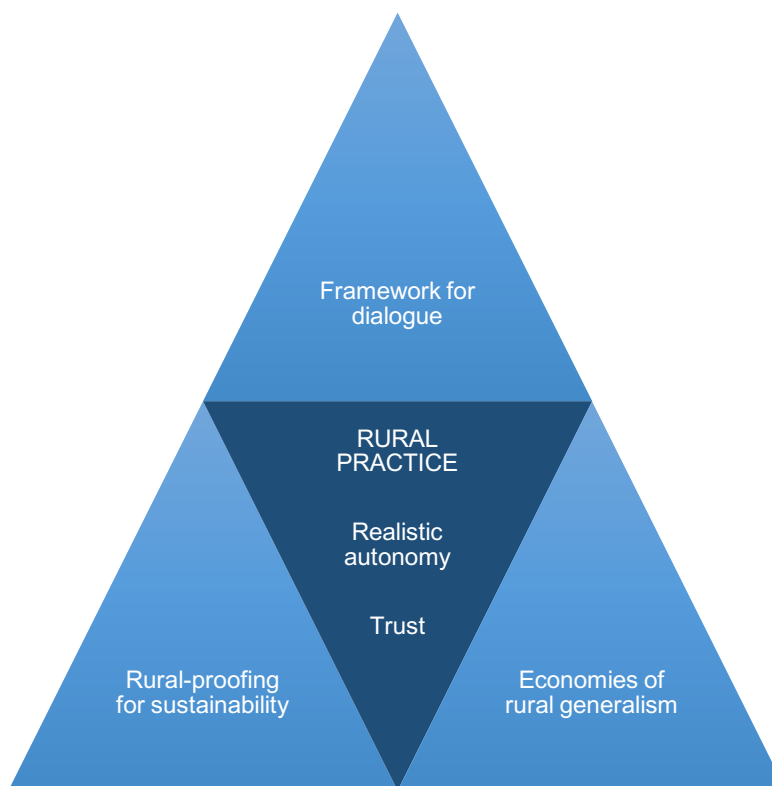 Framework for
dialogue
RURAL
PRACTICE
Realistic
autonomy
Trust
Rural-proofing
for sustainability
Economies of
rural generalism